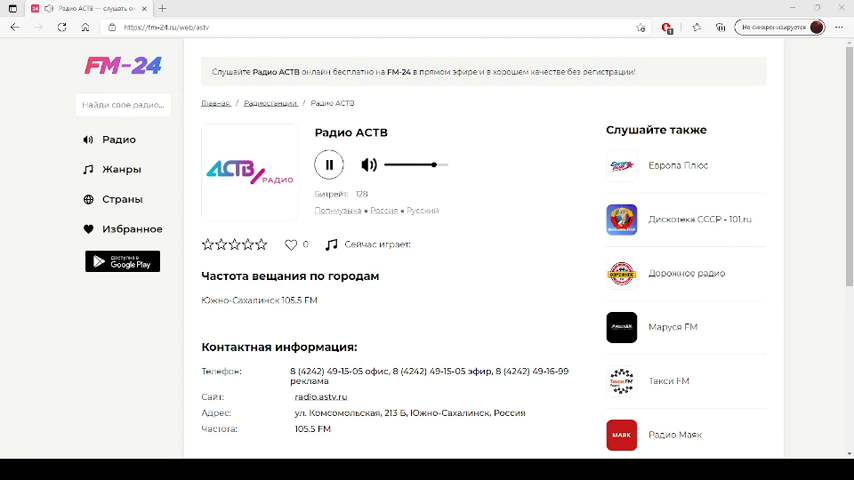 Радио АСТВ — слушать он
https://fm-24.ru/web/astv
Не синхронизируется
FM-24
Найди свое радио...
Радио
Жанры
Страны
Избранное
ДОСТУПНО В
Google Play
Слушайте Радио АСТВ онлайн бесплатно на FM-24 в прямом эфире и в хорошем качестве без регистрации!
Главная / Радиостанции / Радио АСТВ
АСТВ РАДИО
Радио АСТВ
Битрейт: 128
Поп-музыка • Россия • Русский
0 Сейчас играет:
Частота вещания по городам
Южно-Сахалинск 105.5 FM
Контактная информация:
Телефон: 8 (4242) 49-15-05 офис, 8 (4242) 49-15-05 эфир, 8 (4242) 49-16-99
реклама
Сайт: radio.astv.ru
Адрес: ул. Комсомольская, 213 Б, Южно-Сахалинск, Россия
Частота: 105.5 FM
Слушайте также
Европа Плюс
Дискотека СССР - 101.ru
Дорожное радио
Маруся FM
Такси FM
МАЯК
Радио Маяк